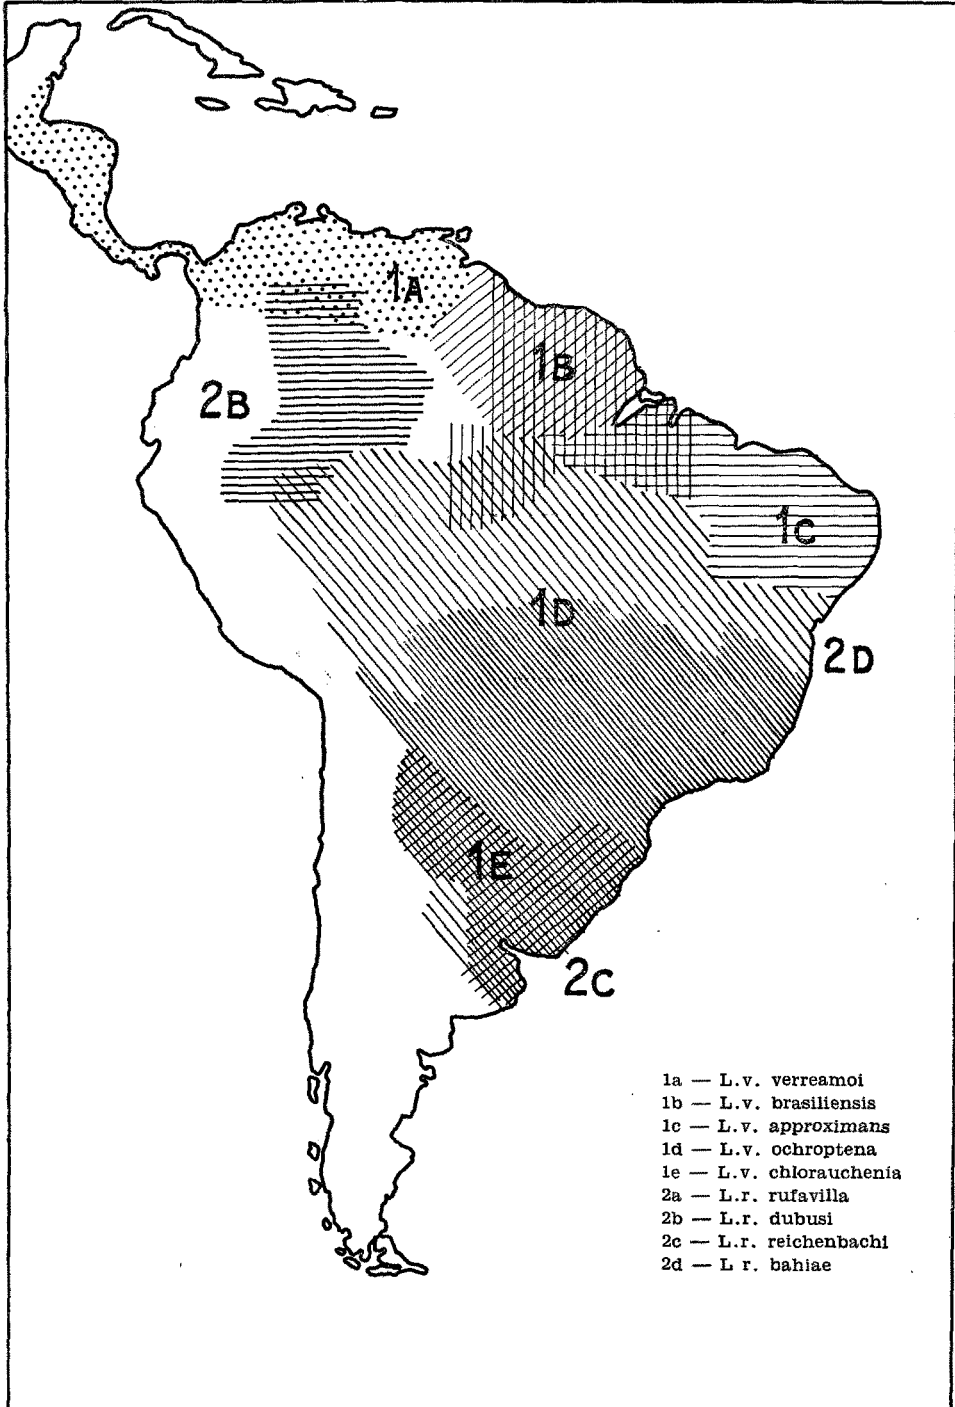 1A
1B
2B
1C
1D
2D
1E
2C
1a — L.v. verreamoi
1b — L.v. brasiliensis
1c — L.v. approximans
1d — L.v. ochroptena
1e — L.v. chlorauchenia
2a — L.r. rufavilla
2b — L.r. dubusi
2c — L.r. reichenbachi
2d — L r. bahiae